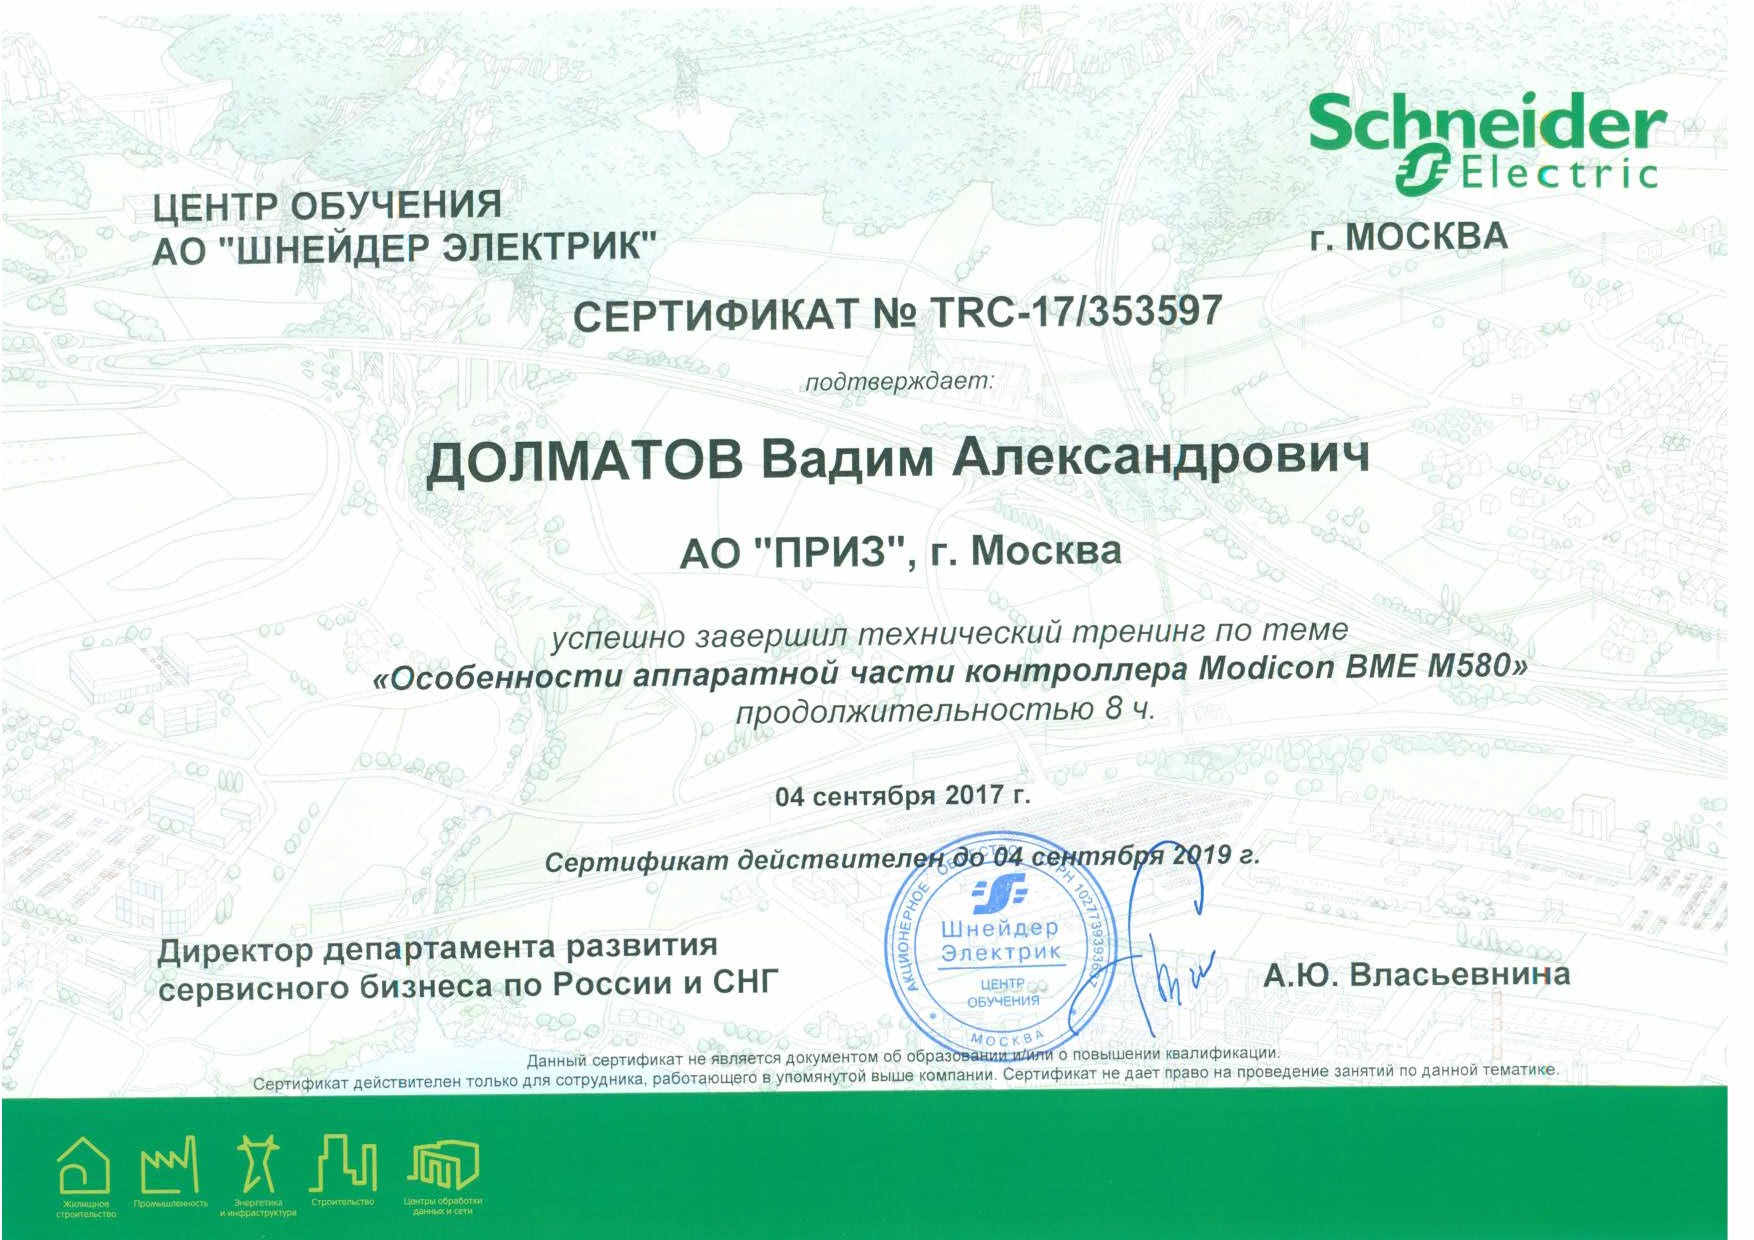 Schneider
Electric
ЦЕНТР ОБУЧЕНИЯ
АО "ШНЕЙДЕР ЭЛЕКТРИК"
г. МОСКВА
СЕРТИФИКАТ № TRC-17/353597
подтверждает:
ДОЛМАТОВ Вадим Александрович
АО "ПРИЗ", г. Москва
успешно завершил технический тренинг по теме
«Особенности аппаратной части контроллера Modicon BME M580»
продолжительностью 8 ч.
04 сентября 2017 г.
Сертификат действителен до 04 сентября 2019 г.
АКЦИОНЕРНОЕ ОБЩЕСТВО
Шнейдер
Электрик
ЦЕНТР
ОБУЧЕНИЯ
* МОСКВА *
Директор департамента развития
сервисного бизнеса по России и СНГ
А.Ю. Власьевнина
Данный сертификат не является документом об образовании и/или о повышении квалификации.
Сертификат действителен только для сотрудника, работающего в упомянутой выше компании. Сертификат не дает право на проведение занятий по данной тематике.
Жилищное
строительство
Промышленность
Энергетика
и инфраструктура
Строительство
Центры обработки
данных и сети